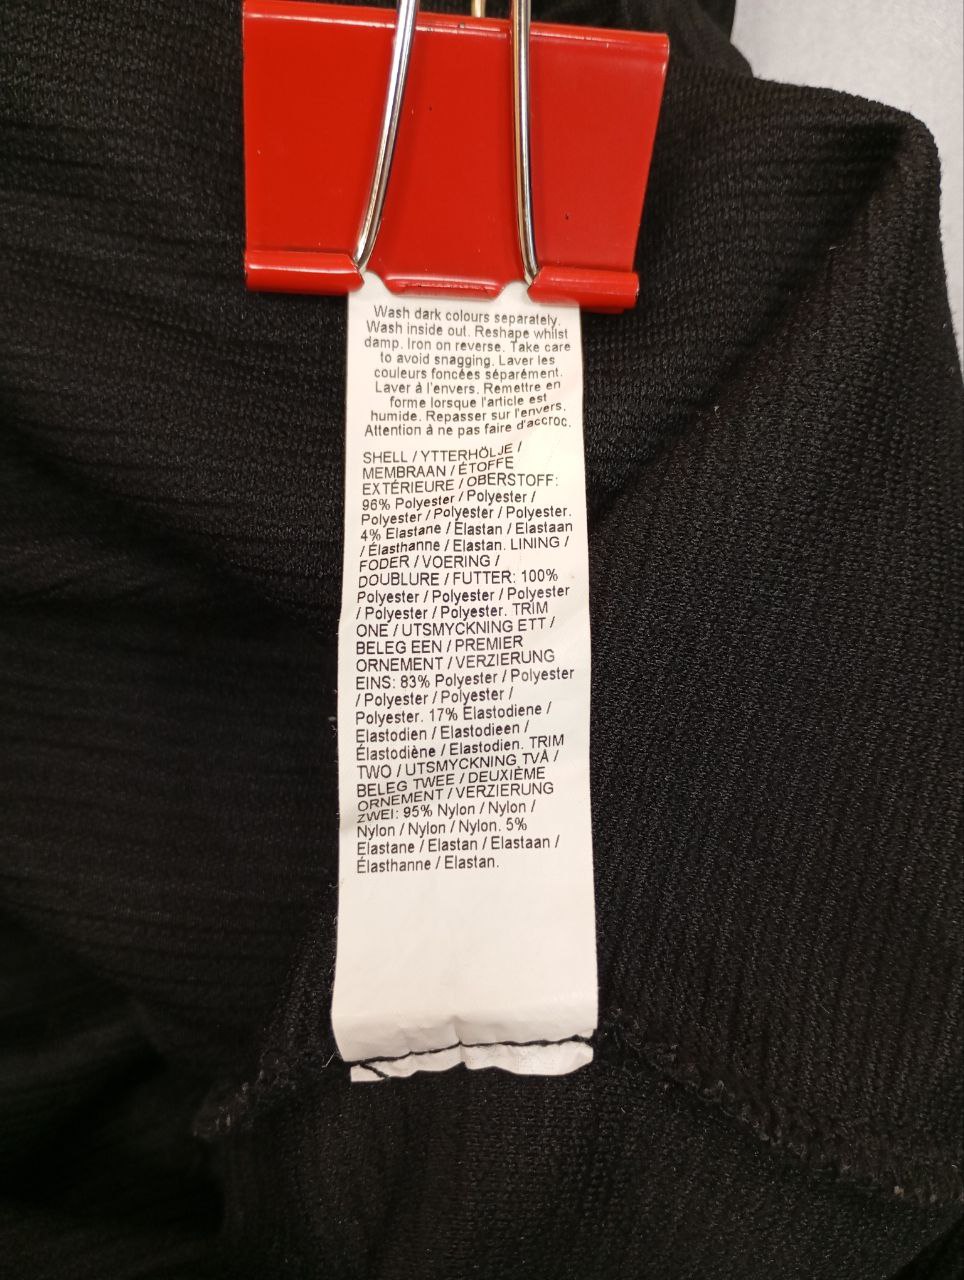 Wash dark colours separately.
Wash inside out. Reshape whilst
damp. Iron on reverse. Take care
to avoid snagging. Laver les
couleurs foncées séparément.
Laver à l'envers. Remettre en
forme lorsque l'article est
humide. Repasser sur l'envers.
Attention à ne pas faire d'accroc.
SHELL / YTTERHÖLJE /
MEMBRAAN / ÉTOFFE
EXTÉRIEURE / OBERSTOFF:
96% Polyester / Polyester /
Polyester / Polyester / Polyester.
4% Elastane / Elastan / Elastaan
/ Élasthanne / Elastan. LINING /
FODER / VOERING /
DOUBLURE / FUTTER: 100%
Polyester / Polyester / Polyester
/ Polyester / Polyester. TRIM
ONE / UTSMYCKNING ETT /
BELEG EEN / PREMIER
ORNEMENT / VERZIERUNG
EINS: 83% Polyester / Polyester
/ Polyester / Polyester /
Polyester. 17% Elastodiene /
Elastodien / Elastodieen /
Élastodiène / Elastodien. TRIM
TWO / UTSMYCKNING TVÅ /
BELEG TWEE / DEUXIÈME
ORNEMENT / VERZIERUNG
ZWEI: 95% Nylon / Nylon /
Nylon / Nylon / Nylon. 5%
Elastane / Elastan / Elastaan /
Élasthanne / Elastan.